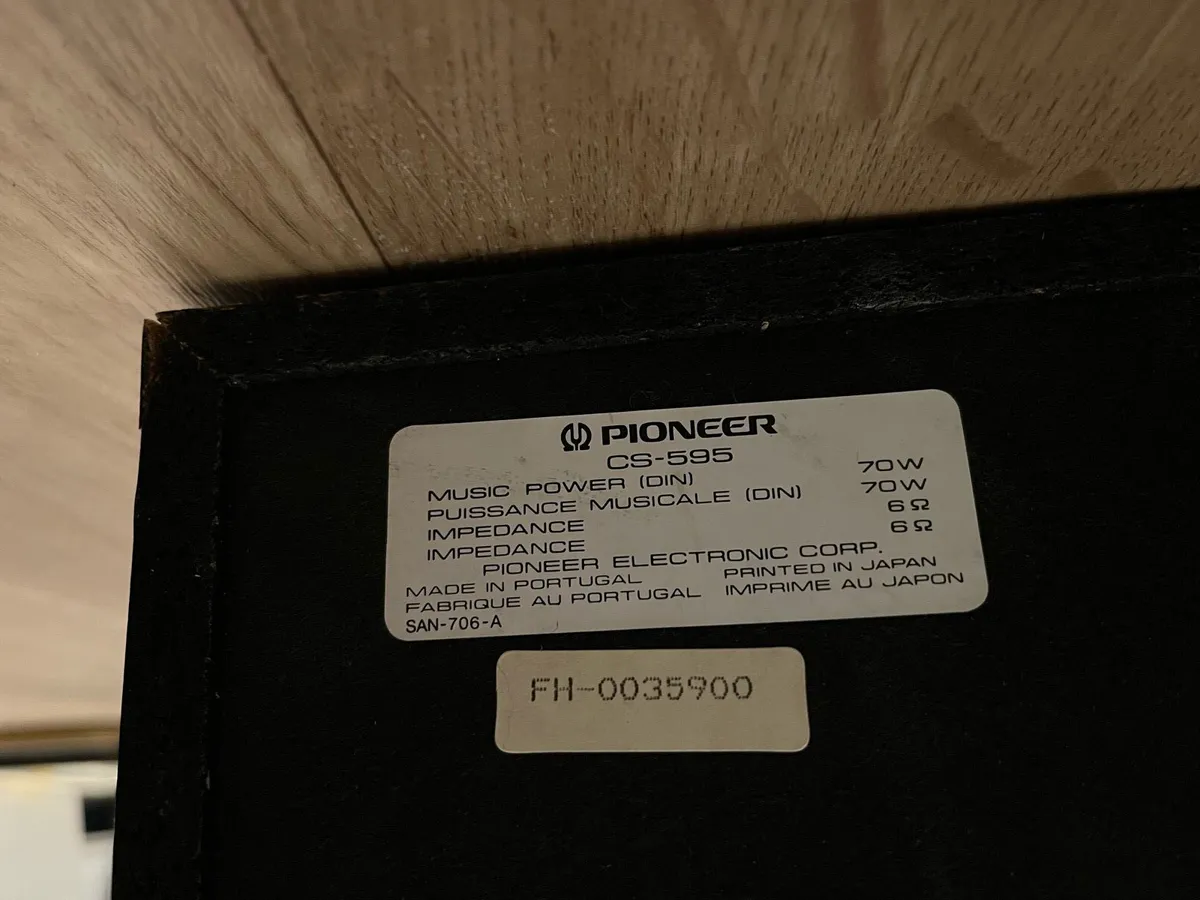 PIONEER
CS-595
MUSIC POWER (DIN) 70W
PUISSANCE MUSICALE (DIN) 70W
IMPEDANCE 6Ω
IMPEDANCE 6Ω
PIONEER ELECTRONIC CORP.
MADE IN PORTUGAL PRINTED IN JAPAN
FABRIQUE AU PORTUGAL IMPRIME AU JAPON
SAN-706-A
FH-0035900